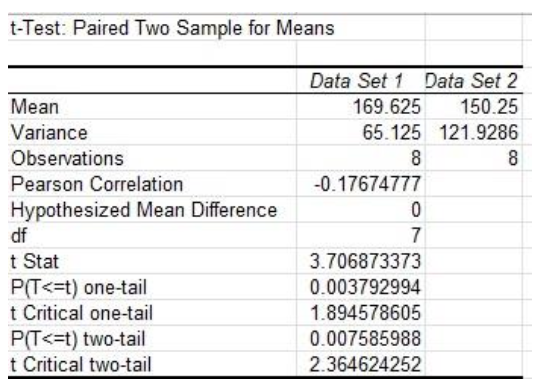 t-Test: Paired Two Sample for Means
Data Set 1 Data Set 2
Mean 169.625 150.25
Variance 65.125 121.9286
Observations 8 8
Pearson Correlation -0.17674777
Hypothesized Mean Difference 0
df 7
t Stat 3.706873373
P(T<=t) one-tail 0.003792994
t Critical one-tail 1.894578605
P(T<=t) two-tail 0.007585988
t Critical two-tail 2.364624252